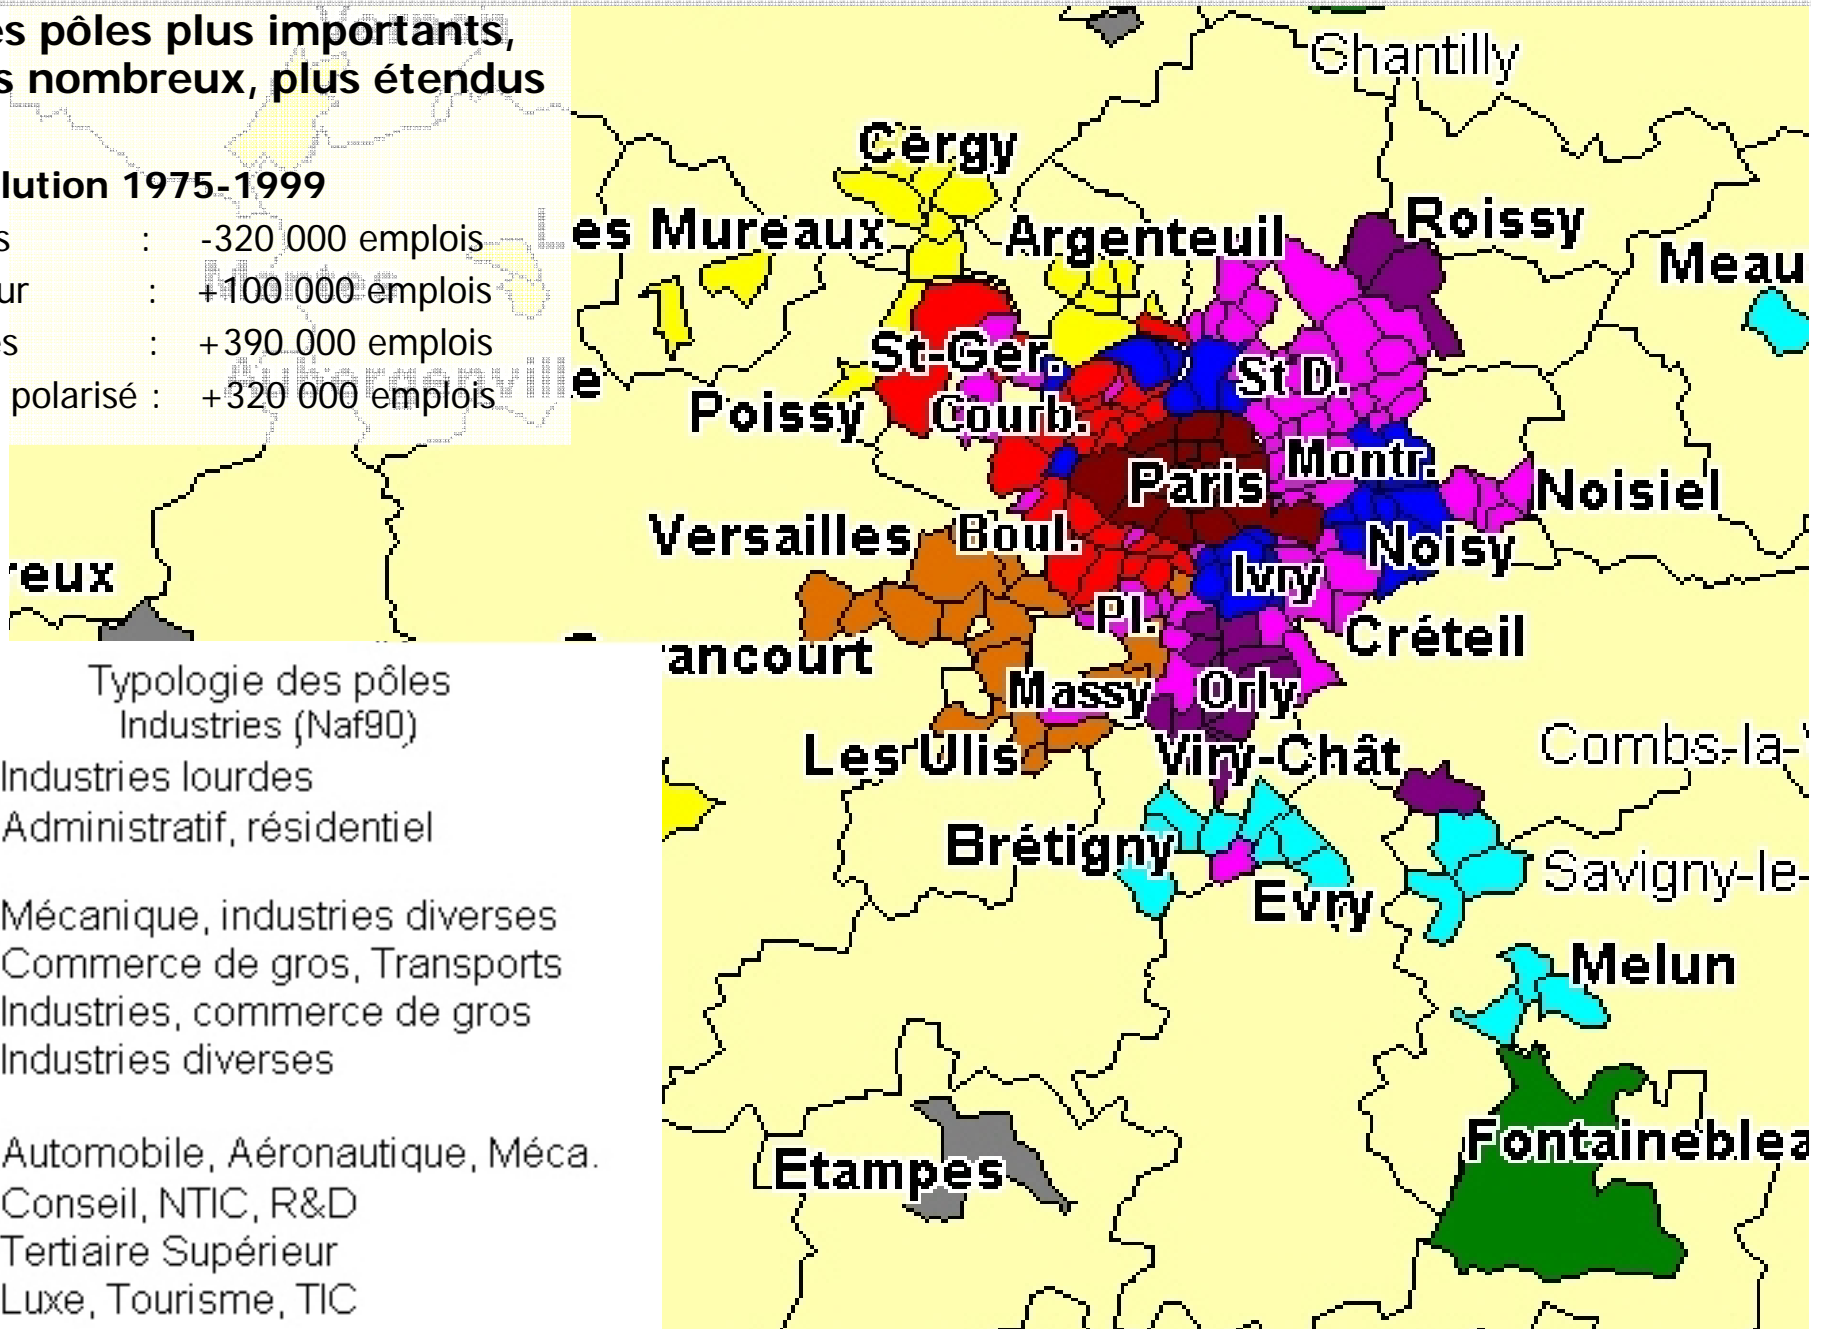 es pôles plus importants,
s nombreux, plus étendus
lution 1975-1999
s : -320 000 emplois
ur : +100 000 emplois
es : +390 000 emplois
polarisé : +320 000 emplois
Chantilly
Cergy
es Mureaux
Argenteuil
Roissy
Meau
St-Ger.
St D.
e
Poissy
Courb.
Montr.
Paris
Noisiel
Versailles
Boul.
Noisy
reux
Ivry
Pl.
Créteil
rancourt
Massy
Orly
Les Ulis
Viry-Chât
Combs-la-V
Brétigny
Savigny-le-
Evry
Melun
Etampes
Fontaineblea
Typologie des pôles
Industries (Naf90)
Industries lourdes
Administratif, résidentiel
Mécanique, industries diverses
Commerce de gros, Transports
Industries, commerce de gros
Industries diverses
Automobile, Aéronautique, Méca.
Conseil, NTIC, R&D
Tertiaire Supérieur
Luxe, Tourisme, TIC